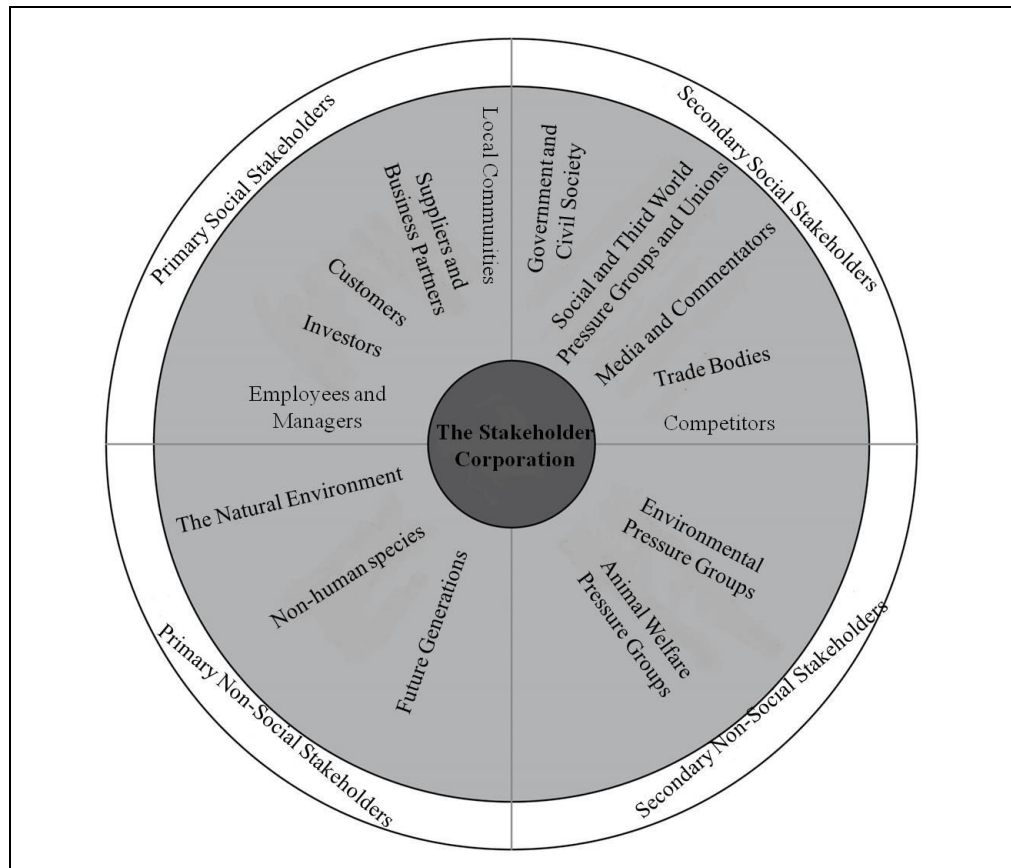 Primary Social Stakeholders
Secondary Social Stakeholders
Local Communities
Suppliers and
Business Partners
Customers
Investors
Employees and
Managers
Government and
Civil Society
Social and Third World
Pressure Groups and Unions
Media and Commentators
Trade Bodies
Competitors
The Stakeholder
Corporation
The Natural Environment
Non-human species
Future Generations
Environmental
Pressure Groups
Animal Welfare
Pressure Groups
Primary Non-Social Stakeholders
Secondary Non-Social Stakeholders